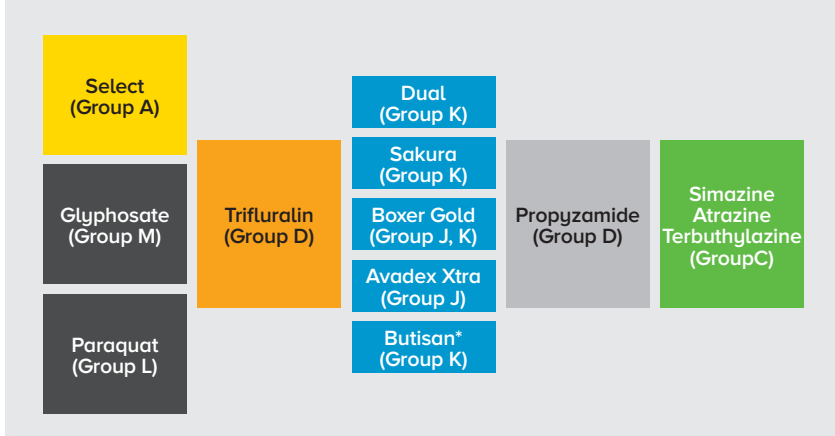 Select
(Group A)
Glyphosate
(Group M)
Paraquat
(Group L)
Trifluralin
(Group D)
Dual
(Group K)
Sakura
(Group K)
Boxer Gold
(Group J, K)
Avadex Xtra
(Group J)
Butisan*
(Group K)
Propyzamide
(Group D)
Simazine
Atrazine
Terbuthylazine
(GroupC)